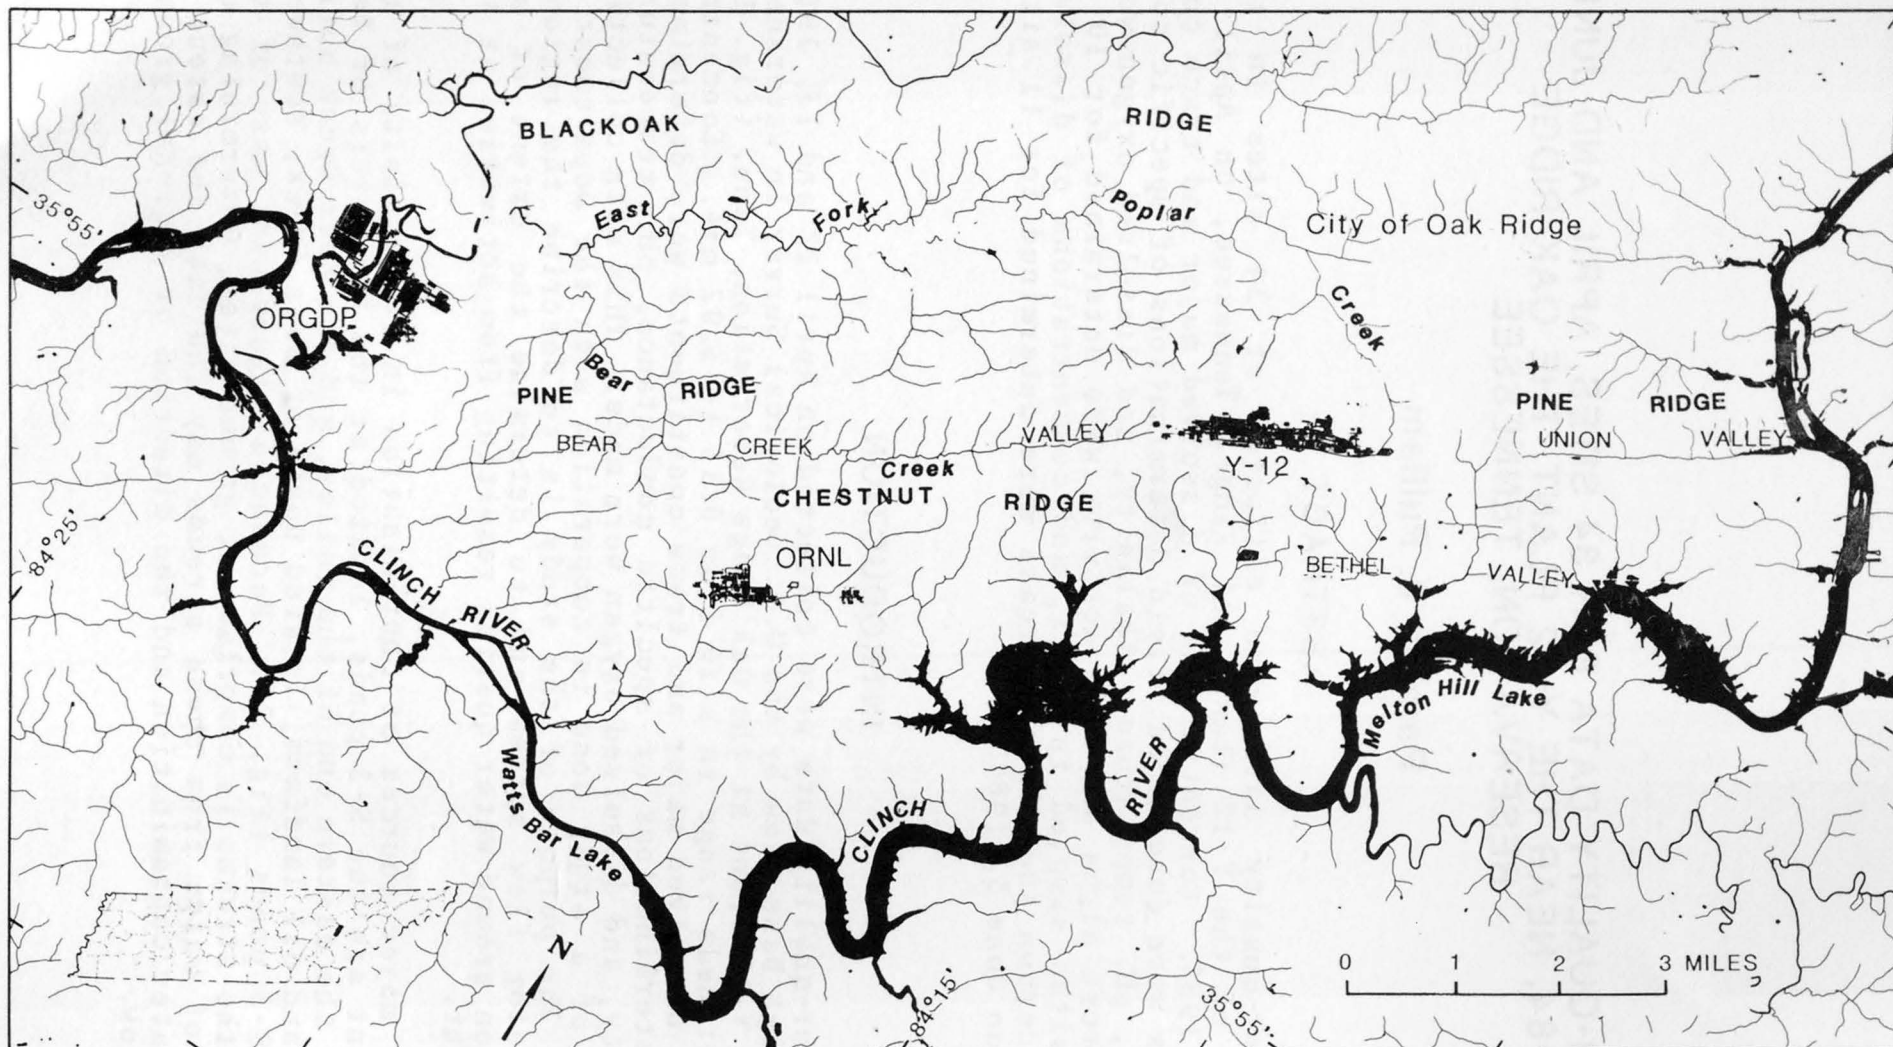 BLACKOAK RIDGE
35°55'
East Fork Poplar Creek
City of Oak Ridge
ORGDP
Bear Creek
PINE RIDGE
PINE RIDGE
BEAR CREEK VALLEY
UNION VALLEY
Y-12
CHESTNUT RIDGE
84°25'
ORNL
BETHEL VALLEY
CLINCH RIVER
Melton Hill Lake
Watts Bar Lake
CLINCH RIVER
N
0 1 2 3 MILES
84°15'
35°55'